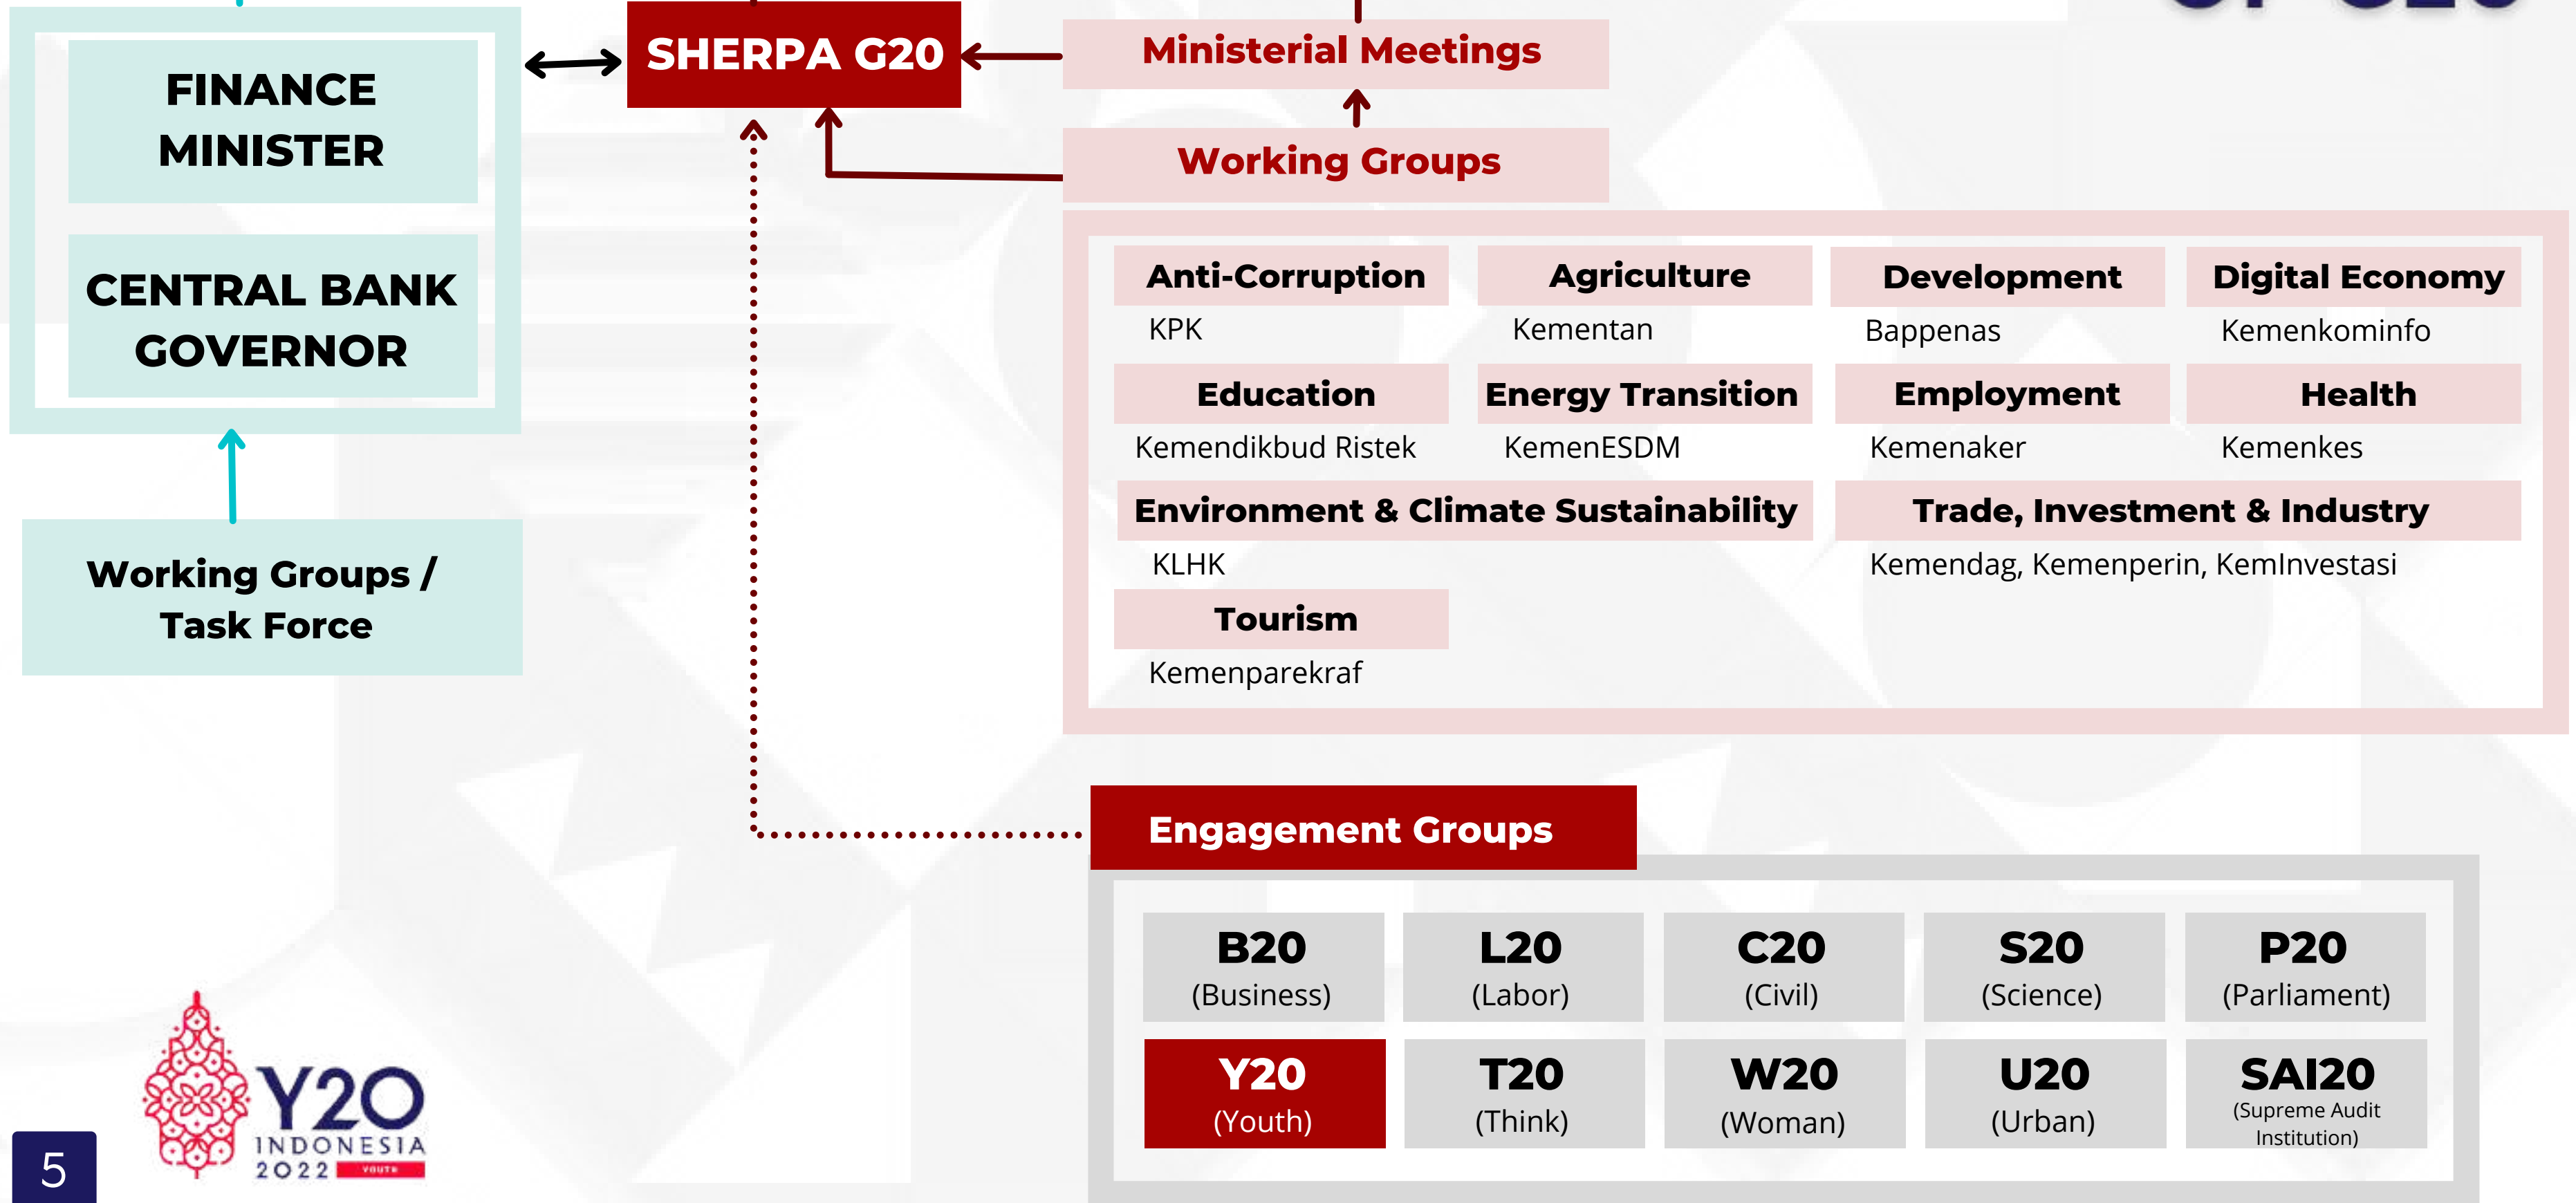 SHERPA G20
FINANCE
MINISTER
CENTRAL BANK
GOVERNOR
Working Groups /
Task Force
Ministerial Meetings
Working Groups
Anti-Corruption
KPK
Agriculture
Kementan
Development
Bappenas
Digital Economy
Kemenkominfo
Education
Kemendikbud Ristek
Energy Transition
KemenESDM
Employment
Kemenaker
Health
Kemenkes
Environment & Climate Sustainability
KLHK
Trade, Investment & Industry
Kemendag, Kemenperin, KemInvestasi
Tourism
Kemenparekraf
Engagement Groups
B20
(Business)
L20
(Labor)
C20
(Civil)
S20
(Science)
P20
(Parliament)
Y20
(Youth)
T20
(Think)
W20
(Woman)
U20
(Urban)
SAI20
(Supreme Audit
Institution)
Y20
INDONESIA
2022 YOUTH
5